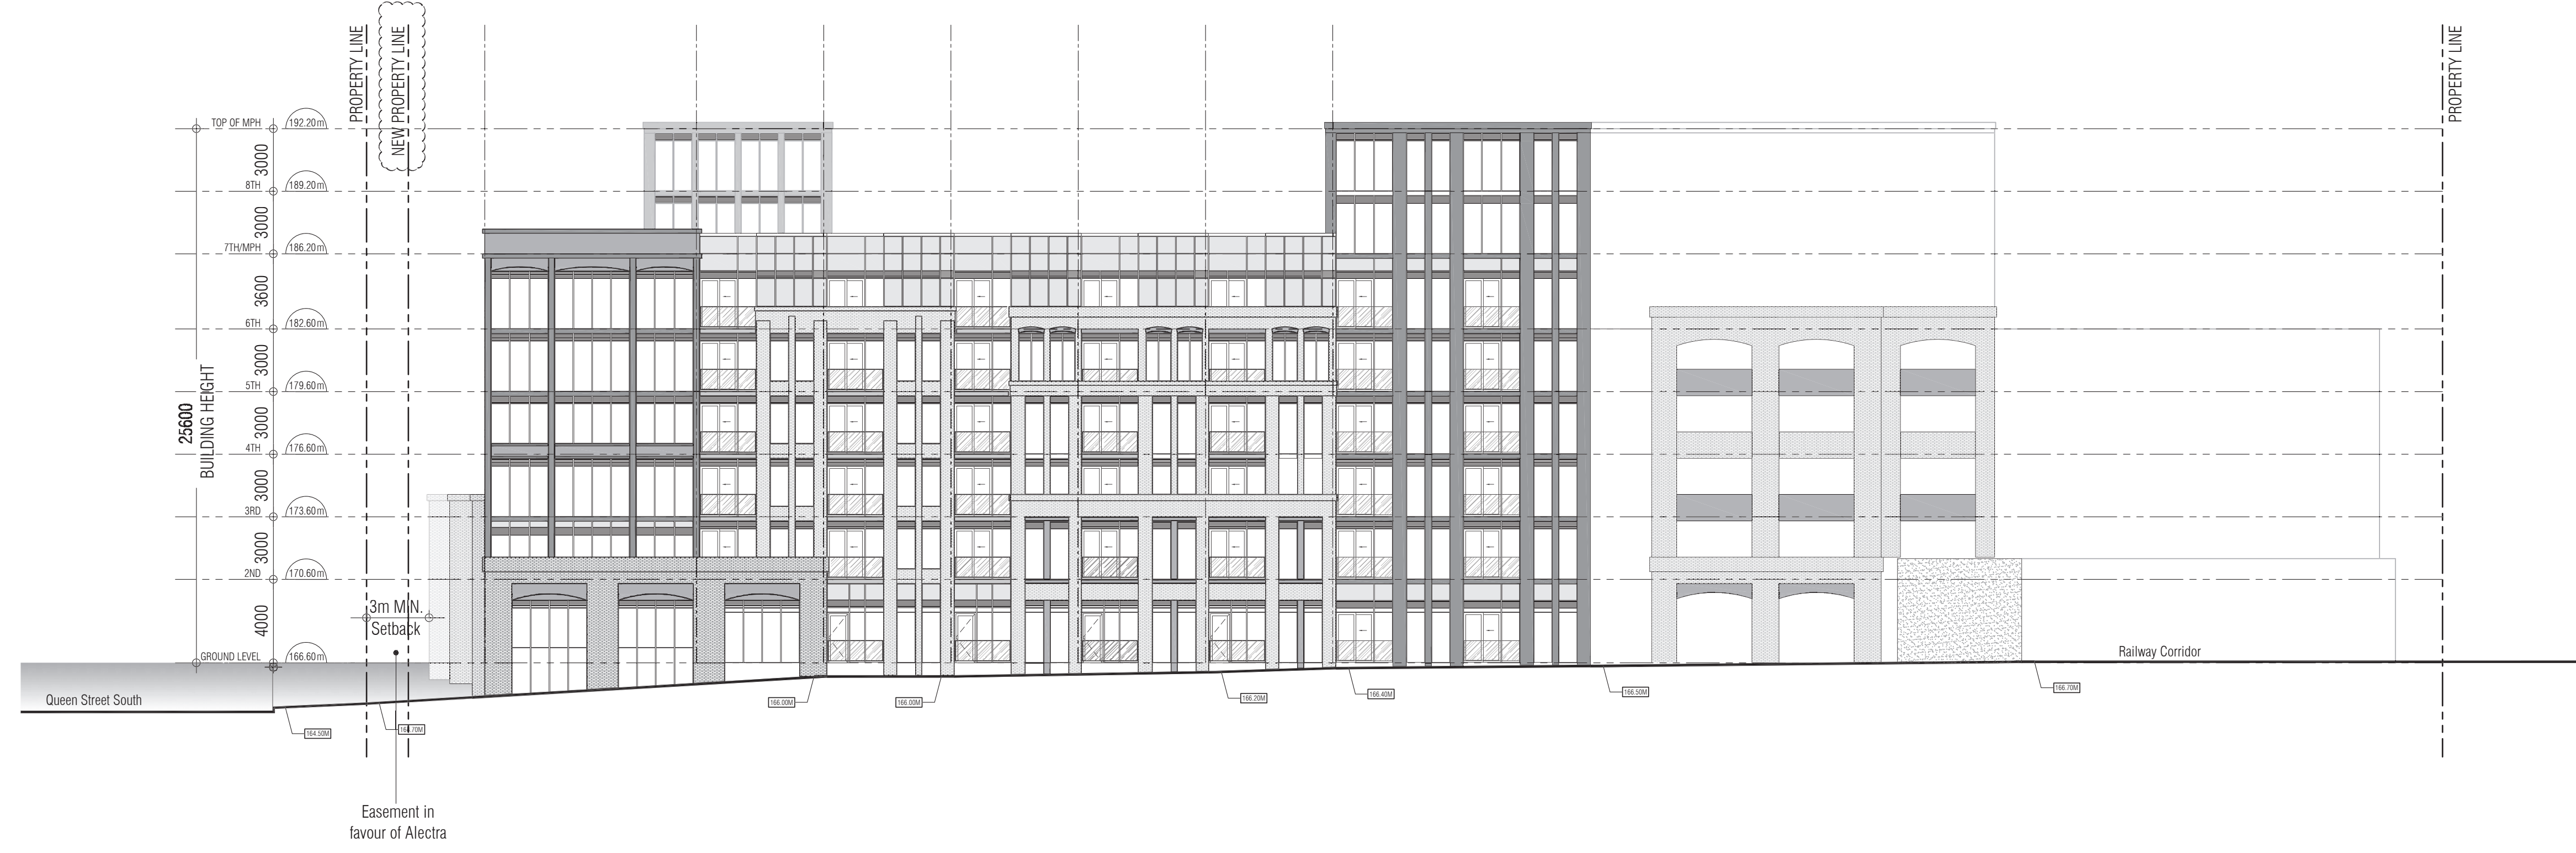 PROPERTY LINE
NEW PROPERTY LINE
PROPERTY LINE
TOP OF MPH
192.20m
3000
8TH
189.20m
3000
7TH/MPH
186.20m
3600
6TH
182.60m
3000
5TH
179.60m
3000
4TH
176.60m
3000
3RD
173.60m
3000
2ND
170.60m
4000
GROUND LEVEL
166.60m
25600
BUILDING HEIGHT
3m MIN.
Setback
Queen Street South
Railway Corridor
164.50M
166.00M
166.00M
166.20M
166.40M
166.50M
166.70M
Easement in
favour of Alectra